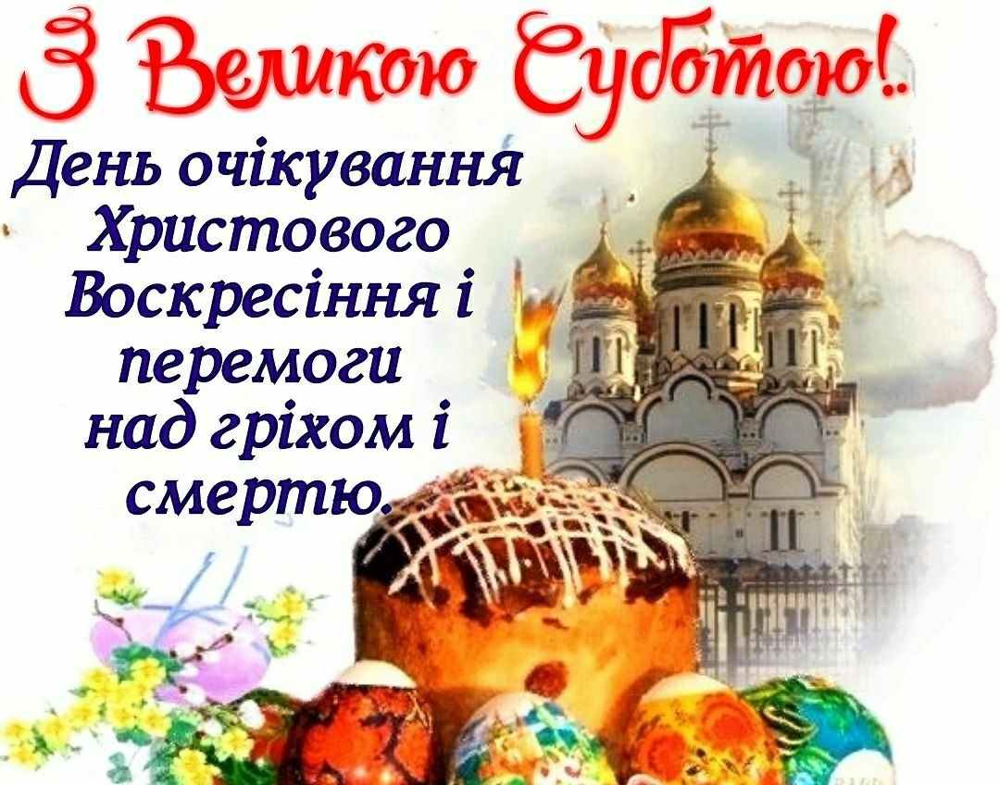 З Великою Суботою!..
День очікування
Христового
Воскресіння і
перемоги
над гріхом і
смертю.